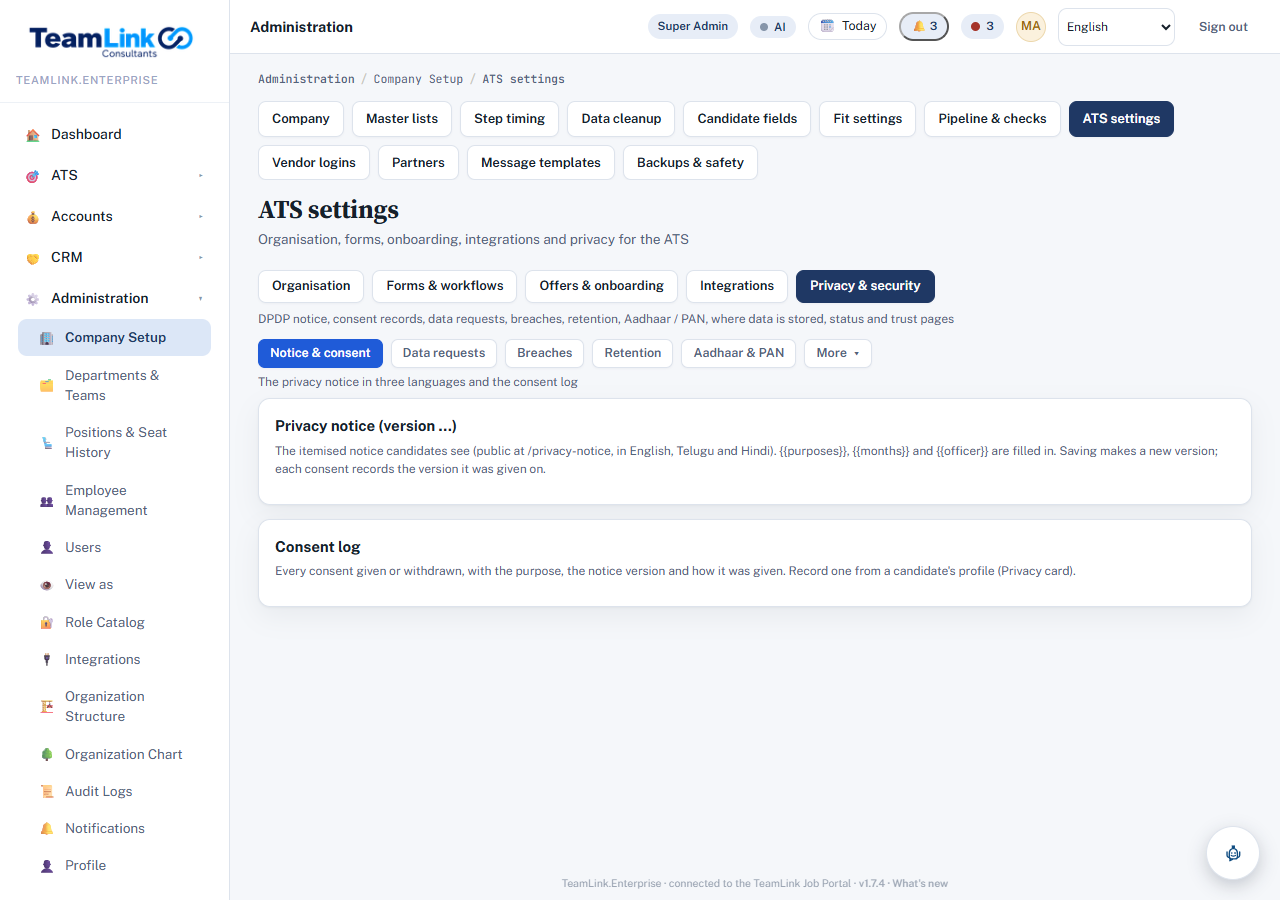 TeamLink
Consultants
TEAMLINK.ENTERPRISE
Dashboard
ATS
Accounts
CRM
Administration
Company Setup
Departments &
Teams
Positions & Seat
History
Employee
Management
Users
View as
Role Catalog
Integrations
Organization
Structure
Organization Chart
Audit Logs
Notifications
Profile
Administration
Super Admin
AI
Today
3
3
MA
English
Sign out
Administration / Company Setup / ATS settings
Company Master lists Step timing Data cleanup Candidate fields Fit settings Pipeline & checks ATS settings
Vendor logins Partners Message templates Backups & safety
ATS settings
Organisation, forms, onboarding, integrations and privacy for the ATS
Organisation Forms & workflows Offers & onboarding Integrations Privacy & security
DPDP notice, consent records, data requests, breaches, retention, Aadhaar / PAN, where data is stored, status and trust pages
Notice & consent Data requests Breaches Retention Aadhaar & PAN More
The privacy notice in three languages and the consent log
Privacy notice (version ...)
The itemised notice candidates see (public at /privacy-notice, in English, Telugu and Hindi). {{purposes}}, {{months}} and {{officer}} are filled in. Saving makes a new version;
each consent records the version it was given on.
Consent log
Every consent given or withdrawn, with the purpose, the notice version and how it was given. Record one from a candidate's profile (Privacy card).
TeamLink.Enterprise · connected to the TeamLink Job Portal · v1.7.4 · What's new